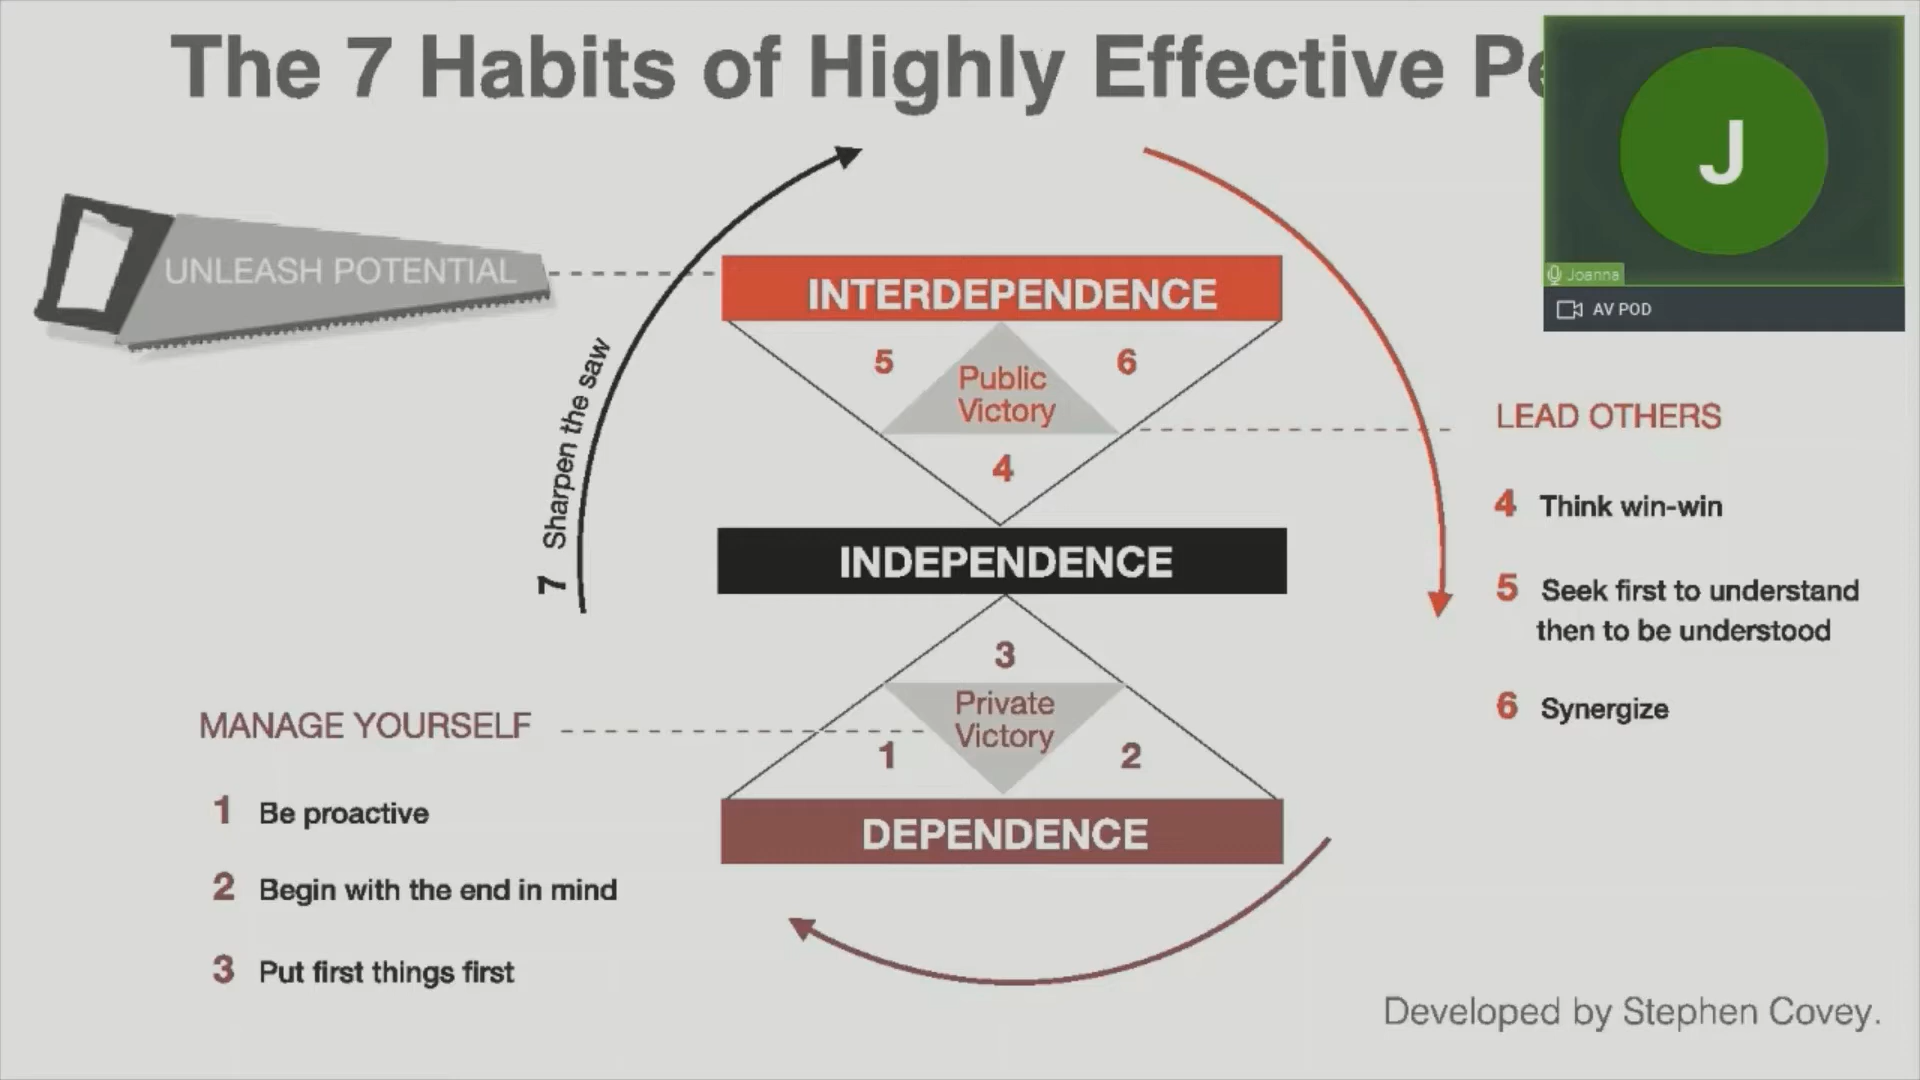 The 7 Habits of Highly Effective Pe
J
Joanna
AV POD
UNLEASH POTENTIAL
7 Sharpen the saw
INTERDEPENDENCE
5
6
Public
Victory
4
INDEPENDENCE
3
Private
Victory
1
2
DEPENDENCE
LEAD OTHERS
4 Think win-win
5 Seek first to understand
then to be understood
6 Synergize
MANAGE YOURSELF
1 Be proactive
2 Begin with the end in mind
3 Put first things first
Developed by Stephen Covey.